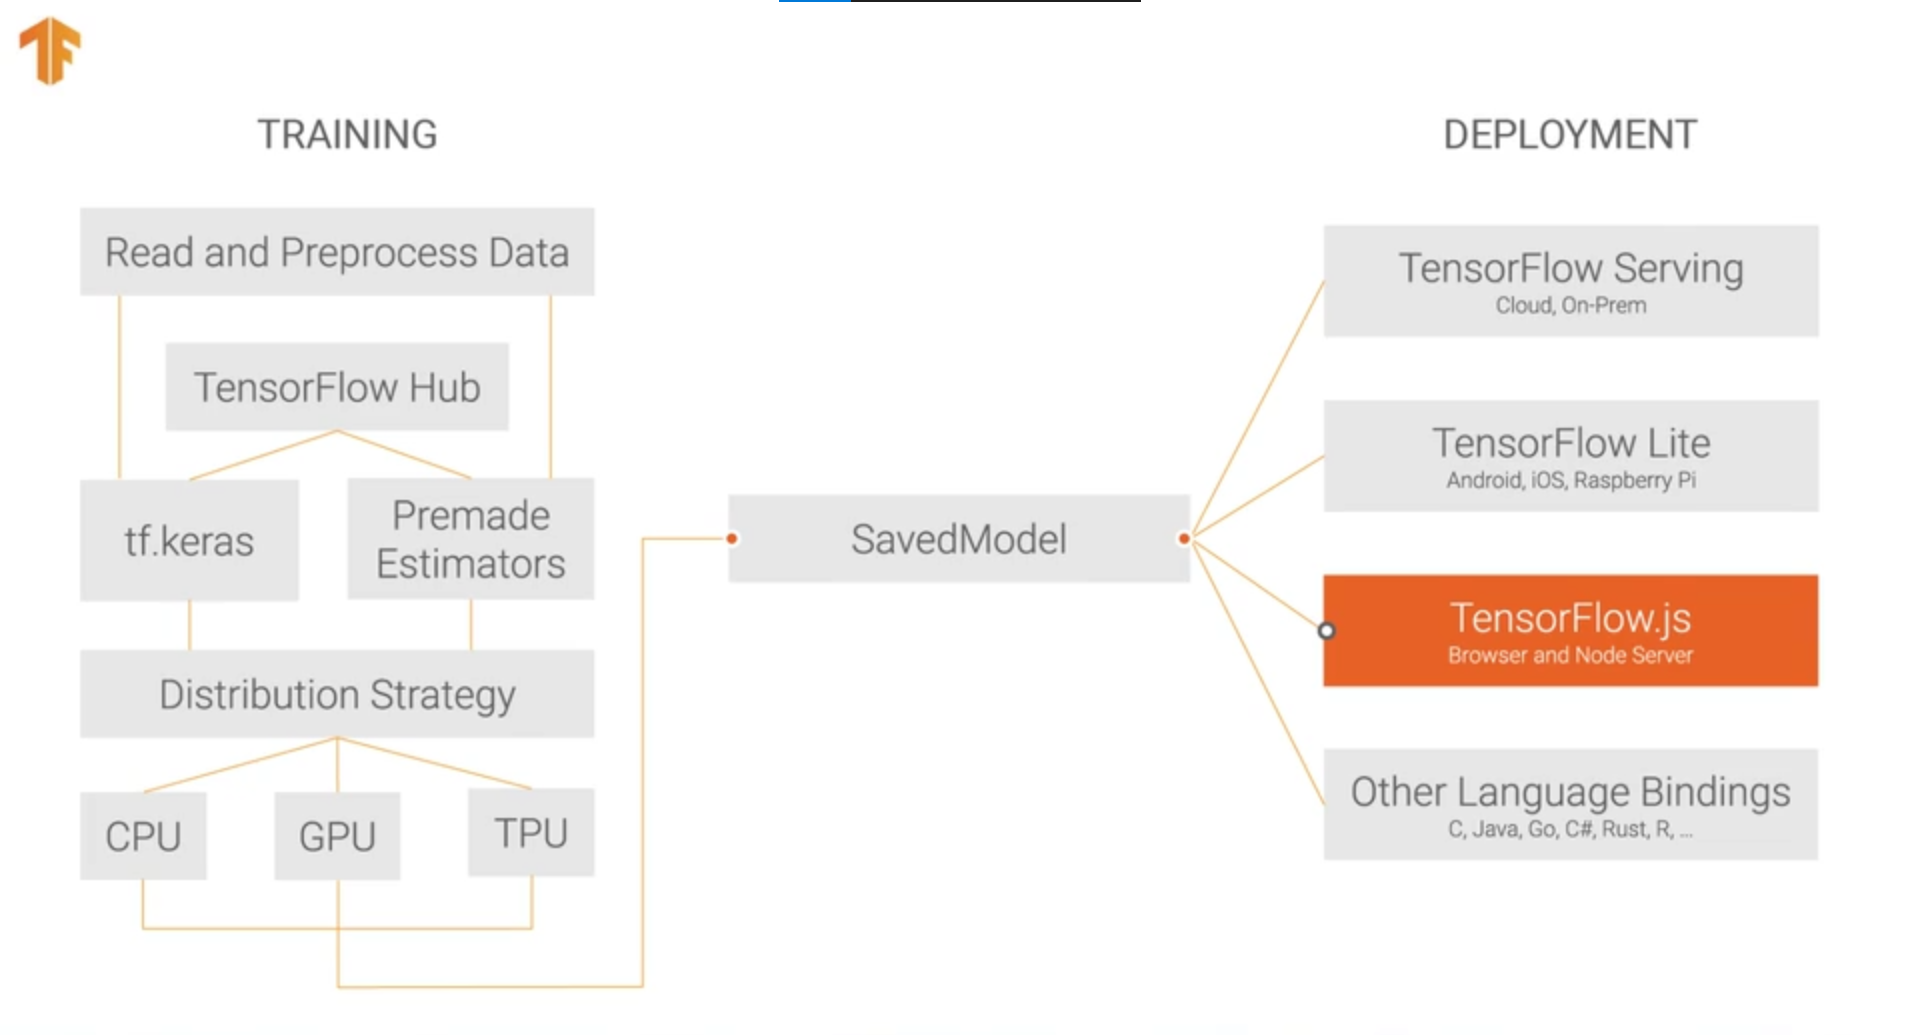 TRAINING
Read and Preprocess Data
TensorFlow Hub
tf.keras
Premade
Estimators
Distribution Strategy
CPU
GPU
TPU
SavedModel
DEPLOYMENT
TensorFlow Serving
Cloud, On-Prem
TensorFlow Lite
Android, iOS, Raspberry Pi
TensorFlow.js
Browser and Node Server
Other Language Bindings
C, Java, Go, C#, Rust, R, ...